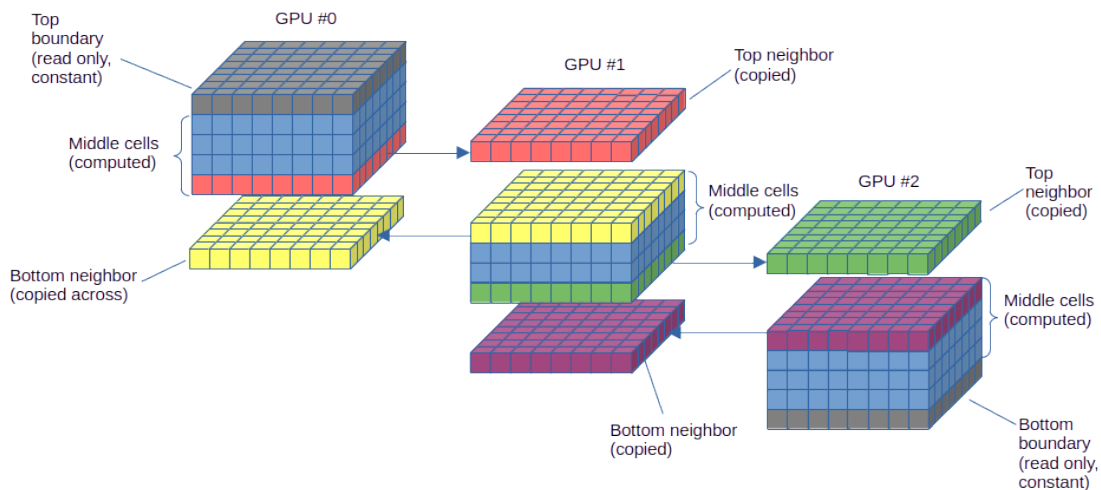 Top
boundary
(read only,
constant)
GPU #0
Middle cells
(computed)
Bottom neighbor
(copied across)
GPU #1
Top neighbor
(copied)
Middle cells
(computed)
Bottom neighbor
(copied)
GPU #2
Top
neighbor
(copied)
Middle cells
(computed)
Bottom
boundary
(read only,
constant)